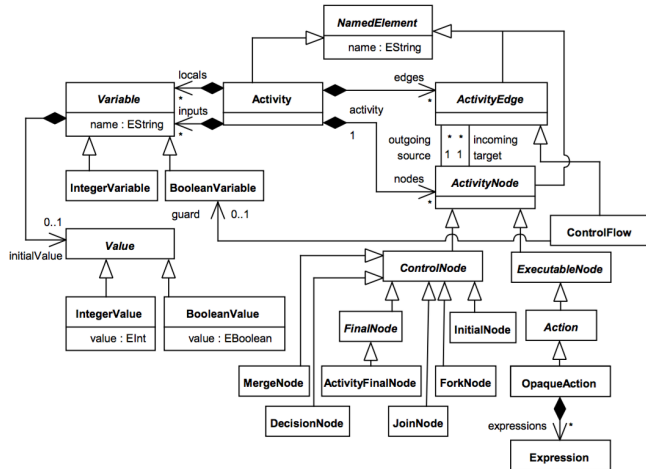 NamedElement
name : EString
locals
*
Variable
name : EString
inputs
*
Activity
edges
*
ActivityEdge
activity
1
outgoing
source
*
1
*
1
incoming
target
nodes
*
ActivityNode
IntegerVariable
BooleanVariable
guard
0..1
ControlFlow
0..1
initialValue
Value
ControlNode
ExecutableNode
IntegerValue
value : EInt
BooleanValue
value : EBoolean
FinalNode
InitialNode
Action
MergeNode
ActivityFinalNode
ForkNode
OpaqueAction
DecisionNode
JoinNode
expressions
*
Expression